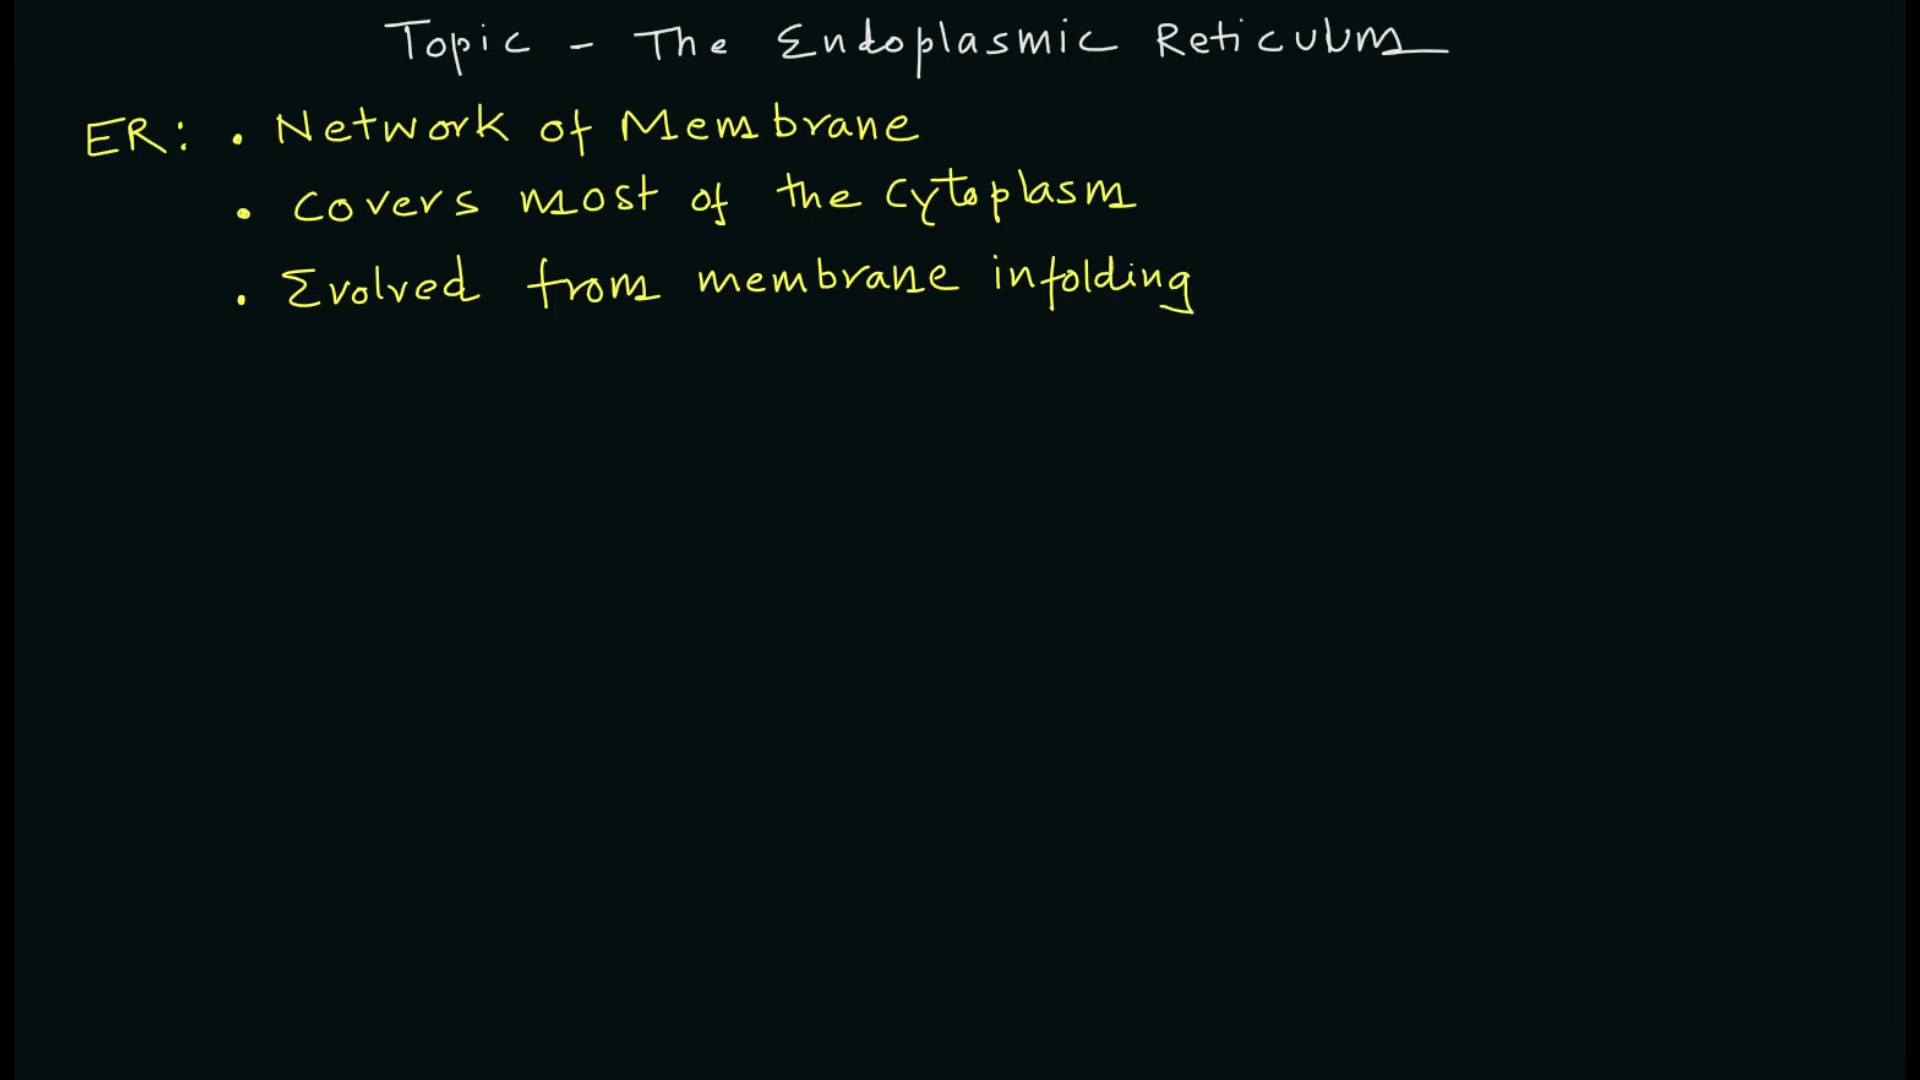 Topic - The Endoplasmic Reticulum
ER: • Network of Membrane
• Covers most of the cytoplasm
• Evolved from membrane infolding